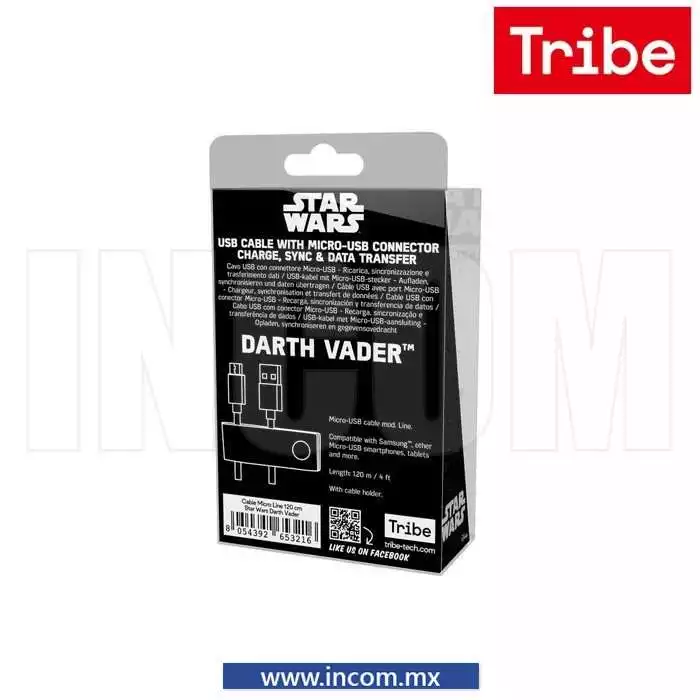 Tribe
STAR
WARS
USB CABLE WITH MICRO-USB CONNECTOR
CHARGE, SYNC & DATA TRANSFER
Cavo USB con connettore Micro-USB - Ricarica, sincronizzazione e
trasferimento dati / USB-kabel mit Micro-USB-stecker - Aufladen,
synchronisieren und daten übertragen / Câble USB avec port Micro-USB
- Chargeur, synchronisation et transfert de données / Cable USB con
conector Micro-USB - Recarga, sincronización y transferencia de datos /
Cabo USB com conector Micro-USB - Recarga, sincronização e
transferência de dados / USB-kabel met Micro-USB-aansluiting -
Opladen, synchroniseren en gegevensoverdracht
DARTH VADER™
Micro-USB cable mod. Line.
Compatible with Samsung™, other
Micro-USB smartphones, tablets
and more.
Length: 1.20 m / 4 ft
With cable holder.
Cable Micro Line 120 cm
Star Wars Darth Vader
8 054392 653216
LIKE US ON FACEBOOK
Tribe
tribe-tech.com
STAR
WARS
INCOM
www.incom.mx